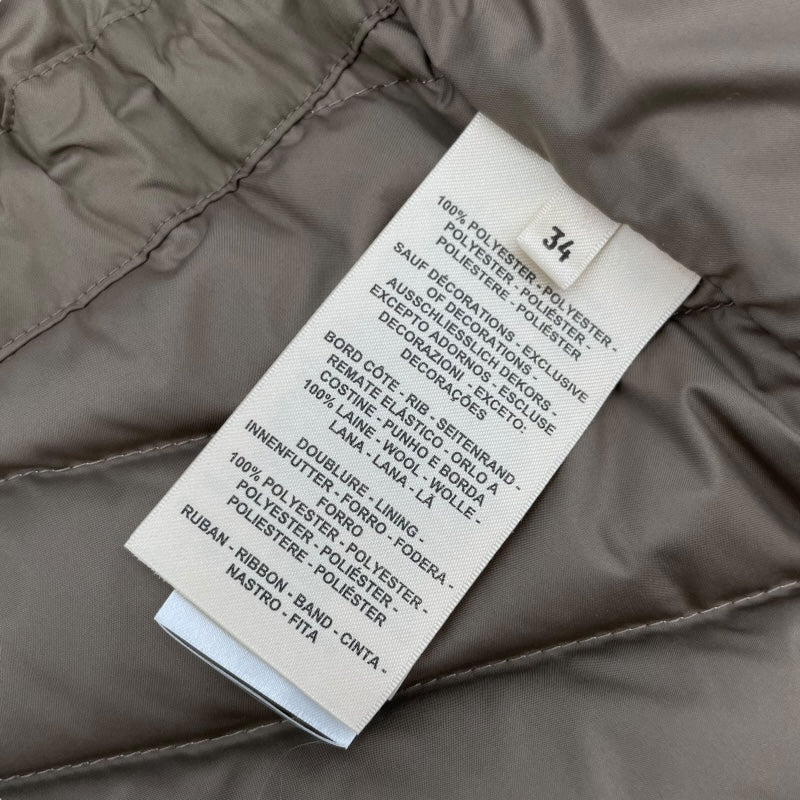 34
100% POLYESTER - POLYESTER -
POLYESTER - POLIÉSTER -
POLIESTERE - POLIÉSTER
SAUF DÉCORATIONS - EXCLUSIVE
OF DECORATIONS -
AUSSCHLIESSLICH DEKORS -
EXCEPTO ADORNOS - ESCLUSE
DECORAZIONI - EXCETO:
DECORAÇÕES
BORD CÔTE - RIB - SEITENRAND -
REMATE ELÁSTICO - ORLO A
COSTINE - PUNHO E BORDA
100% LAINE - WOOL - WOLLE -
LANA - LANA - LÃ
DOUBLURE - LINING -
INNENFUTTER - FORRO - FODERA -
FORRO
100% POLYESTER - POLYESTER -
POLYESTER - POLIÉSTER -
POLIESTERE - POLIÉSTER
RUBAN - RIBBON - BAND - CINTA -
NASTRO - FITA